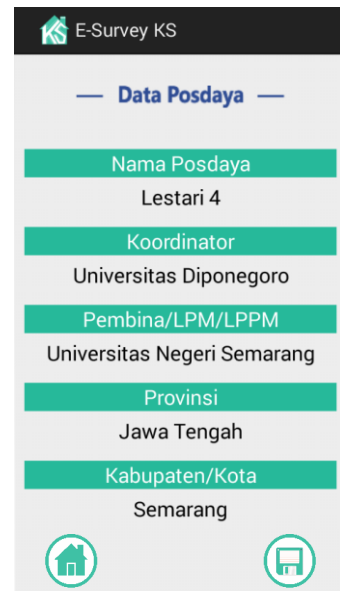 KS E-Survey KS
Data Posdaya
Nama Posdaya
Lestari 4
Koordinator
Universitas Diponegoro
Pembina/LPM/LPPM
Universitas Negeri Semarang
Provinsi
Jawa Tengah
Kabupaten/Kota
Semarang